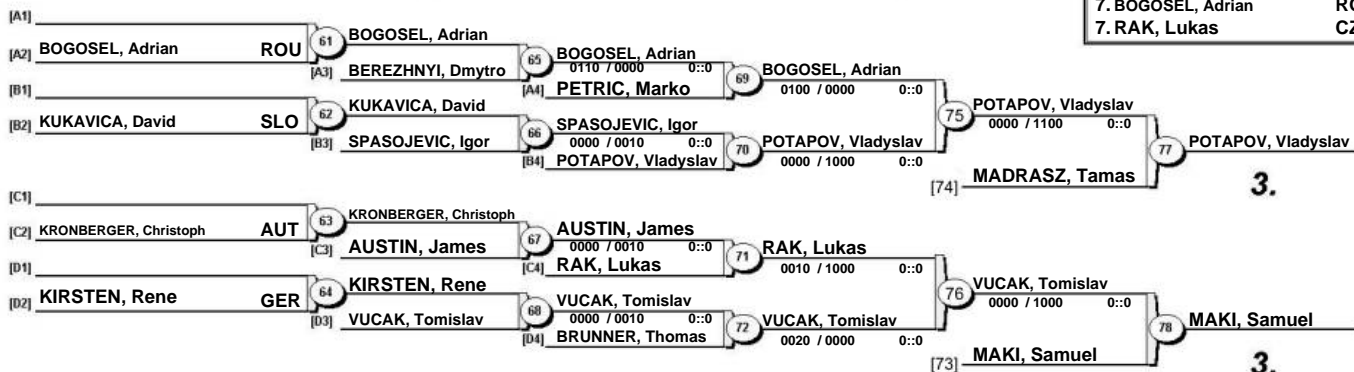 7. BOGOSEL, Adrian
7. RAK, Lukas
[A1]
[A2] BOGOSEL, Adrian ROU
61 BOGOSEL, Adrian
[A3] BEREZHNYI, Dmytro
65 BOGOSEL, Adrian
0110 / 0000 0::0
[A4] PETRIC, Marko
69 BOGOSEL, Adrian
0100 / 0000 0::0
[B1]
[B2] KUKAVICA, David SLO
62 KUKAVICA, David
[B3] SPASOJEVIC, Igor
66 SPASOJEVIC, Igor
0000 / 0010 0::0
[B4] POTAPOV, Vladyslav
70 POTAPOV, Vladyslav
0000 / 1000 0::0
75 POTAPOV, Vladyslav
0000 / 1100 0::0
[74] MADRASZ, Tamas
77 POTAPOV, Vladyslav
3.
[C1]
[C2] KRONBERGER, Christoph AUT
63 KRONBERGER, Christoph
[C3] AUSTIN, James
67 AUSTIN, James
0000 / 0010 0::0
[C4] RAK, Lukas
71 RAK, Lukas
0010 / 1000 0::0
[D1]
[D2] KIRSTEN, Rene GER
64 KIRSTEN, Rene
[D3] VUCAK, Tomislav
68 VUCAK, Tomislav
0000 / 0010 0::0
[D4] BRUNNER, Thomas
72 VUCAK, Tomislav
0020 / 0000 0::0
76 VUCAK, Tomislav
0000 / 1000 0::0
[73] MAKI, Samuel
78 MAKI, Samuel
3.